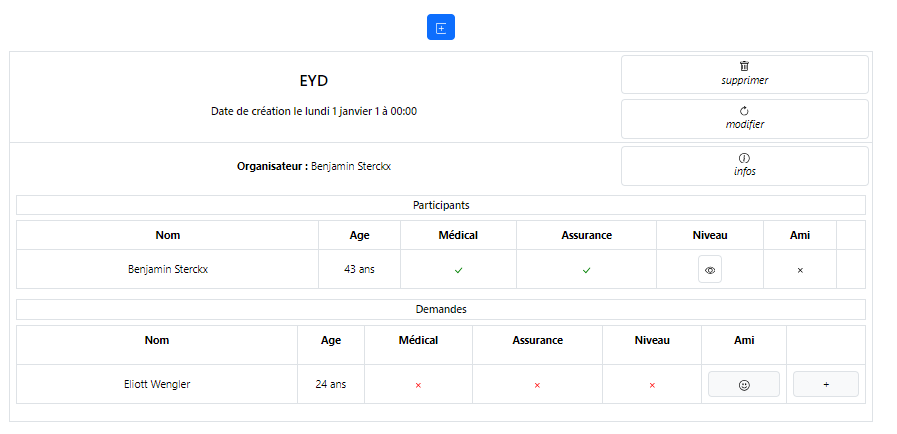 EYD
Date de création le lundi 1 janvier 1 à 00:00
supprimer
modifier
Organisateur : Benjamin Sterckx
infos
Participants
Nom Age Médical Assurance Niveau Ami
Benjamin Sterckx 43 ans
Demandes
Nom Age Médical Assurance Niveau Ami
Eliott Wengler 24 ans +